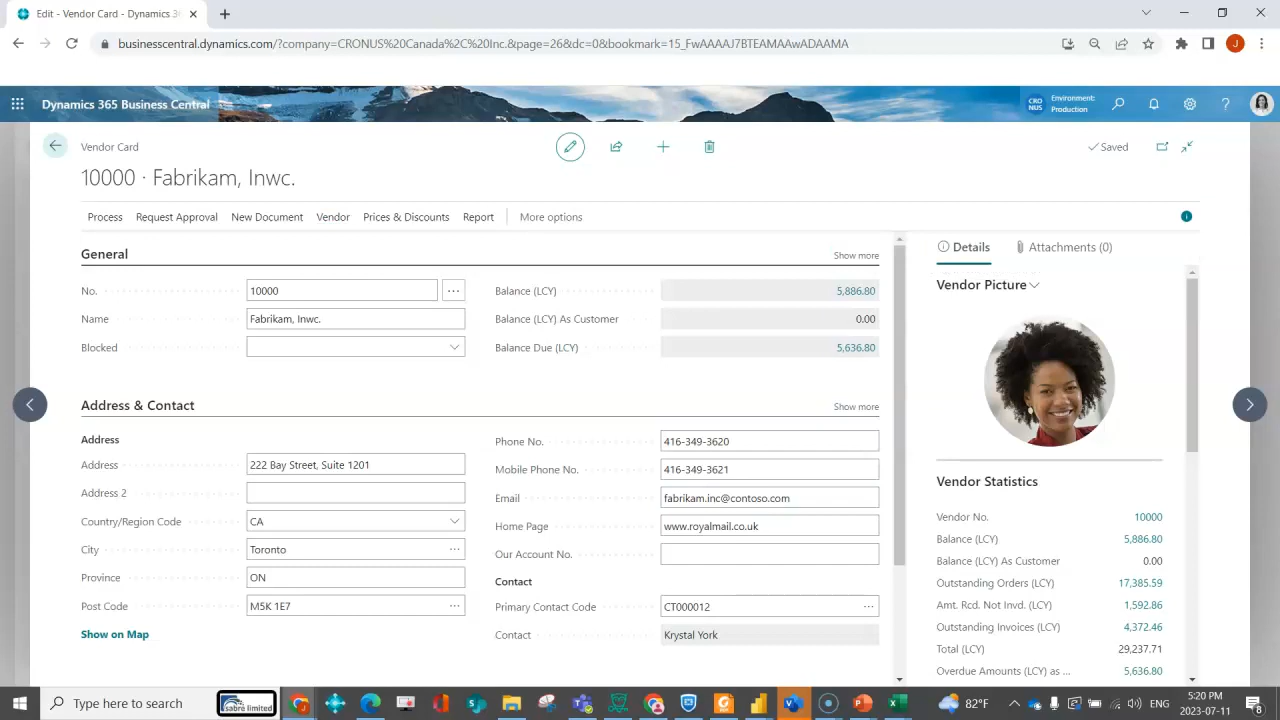 Edit - Vendor Card - Dynamics 3
businesscentral.dynamics.com/?company=CRONUS%20Canada%2C%20Inc.&page=26&dc=0&bookmark=15_FwAAAAJ7BTEAMAAwADAAMA
J
Dynamics 365 Business Central
CRO
NUS
Environment:
Production
Vendor Card
Saved
10000 · Fabrikam, Inwc.
Process Request Approval New Document Vendor Prices & Discounts Report More options
General Show more
No. 10000
Name Fabrikam, Inwc.
Blocked
Balance (LCY) 5,886.80
Balance (LCY) As Customer 0.00
Balance Due (LCY) 5,636.80
Address & Contact Show more
Address
Address 222 Bay Street, Suite 1201
Address 2
Country/Region Code CA
City Toronto
Province ON
Post Code M5K 1E7
Show on Map
Phone No. 416-349-3620
Mobile Phone No. 416-349-3621
Email fabrikam.inc@contoso.com
Home Page www.royalmail.co.uk
Our Account No.
Contact
Primary Contact Code CT000012
Contact Krystal York
Details Attachments (0)
Vendor Picture
Vendor Statistics
Vendor No. 10000
Balance (LCY) 5,886.80
Balance (LCY) As Customer 0.00
Outstanding Orders (LCY) 17,385.59
Amt. Rcd. Not Invd. (LCY) 1,592.86
Outstanding Invoices (LCY) 4,372.46
Total (LCY) 29,237.71
Overdue Amounts (LCY) as ... 5,636.80
Type here to search
sabre limited
82°F
ENG
5:20 PM
2023-07-11
8